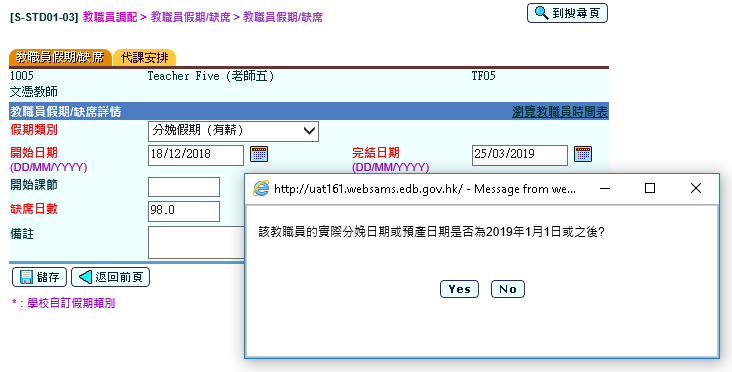 [S-STD01-03] 教職員調配 > 教職員假期/缺席 > 教職員假期/缺席
到搜尋頁
教職員假期/缺席 代課安排
1005 Teacher Five (老師五) TF05
文憑教師
教職員假期/缺席詳情 瀏覽教職員時間表
假期類別 分娩假期 (有薪)
開始日期 18/12/2018 完結日期 25/03/2019
(DD/MM/YYYY) (DD/MM/YYYY)
開始課節
缺席日數 98.0
備註
儲存 返回前頁
* : 學校自訂假期類別
http://uat161.websams.edb.gov.hk/ - Message from we...
該教職員的實際分娩日期或預產日期是否為2019年1月1日或之後?
Yes No